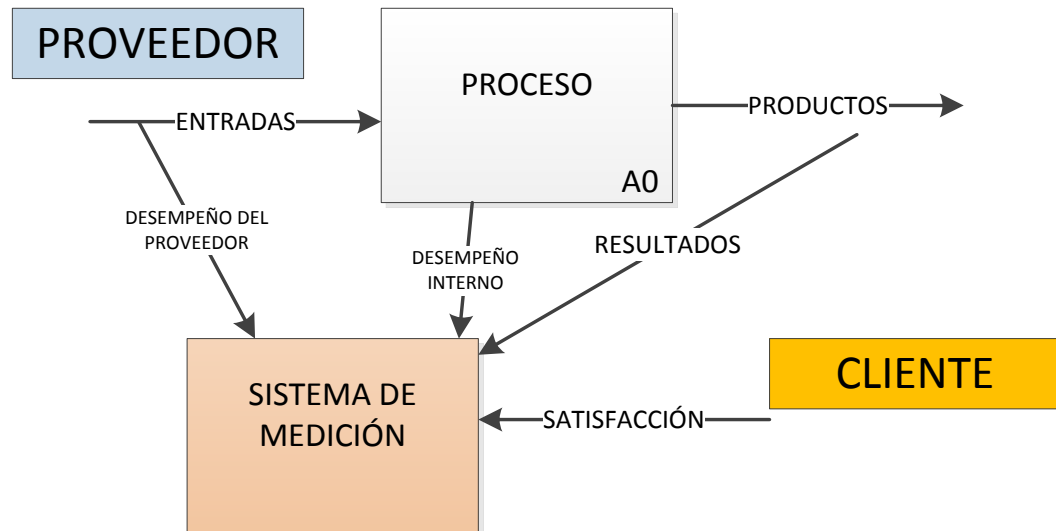 PROVEEDOR
PROCESO
ENTRADAS
PRODUCTOS
A0
DESEMPEÑO DEL
PROVEEDOR
DESEMPEÑO
INTERNO
RESULTADOS
SISTEMA DE
MEDICIÓN
SATISFACCIÓN
CLIENTE